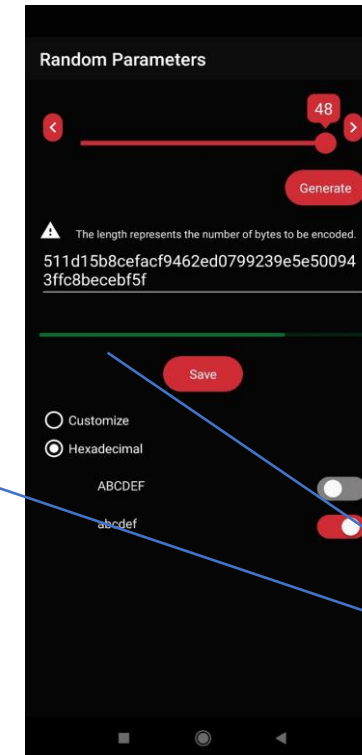 Random Parameters
48
Generate
The length represents the number of bytes to be encoded.
511d15b8cefacf9462ed0799239e5e50094
3ffc8becebf5f
Save
Customize
Hexadecimal
ABCDEF
abcdef